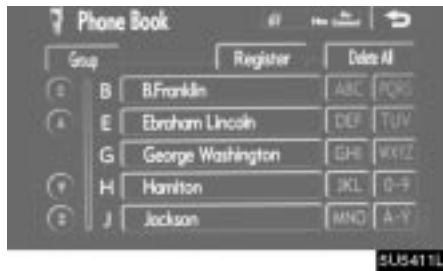 Phone Book
Group Register Delete All
B B.Franklin ABC PQRS
E Ebraham Lincoln DEF TUV
G George Washington GHI WXYZ
H Hamilton JKL 0-9
J Jackson MNO A-Y
5U5411L